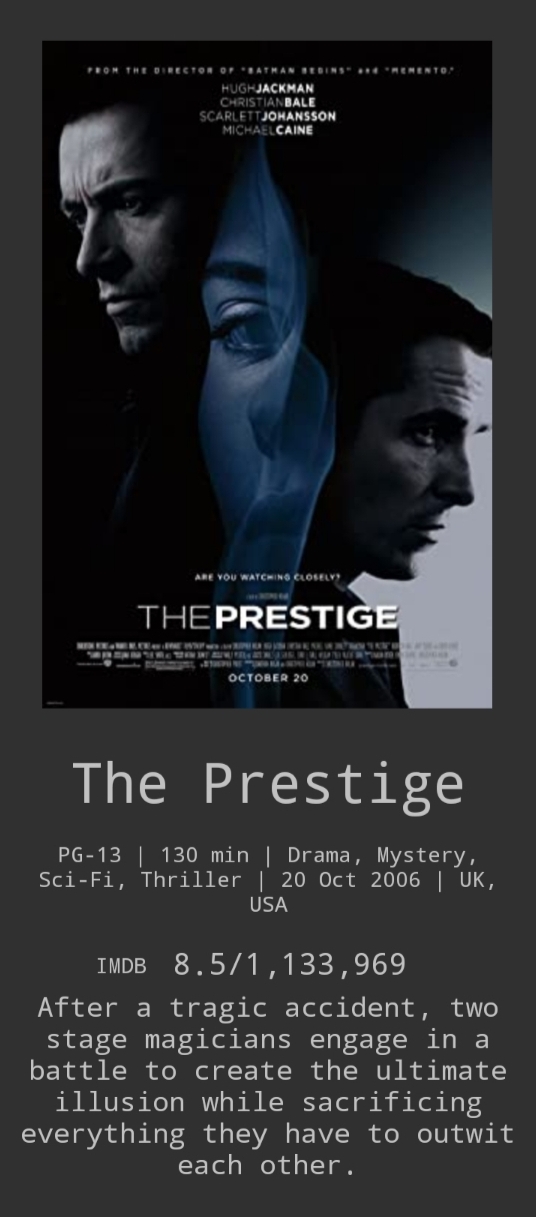 FROM THE DIRECTOR OF "BATMAN BEGINS" and "MEMENTO."
HUGHJACKMAN
CHRISTIANBALE
SCARLETTJOHANSSON
MICHAELCAINE
ARE YOU WATCHING CLOSELY?
THEPRESTIGE
OCTOBER 20
The Prestige
PG-13 | 130 min | Drama, Mystery,
Sci-Fi, Thriller | 20 Oct 2006 | UK,
USA
IMDB 8.5/1,133,969
After a tragic accident, two
stage magicians engage in a
battle to create the ultimate
illusion while sacrificing
everything they have to outwit
each other.